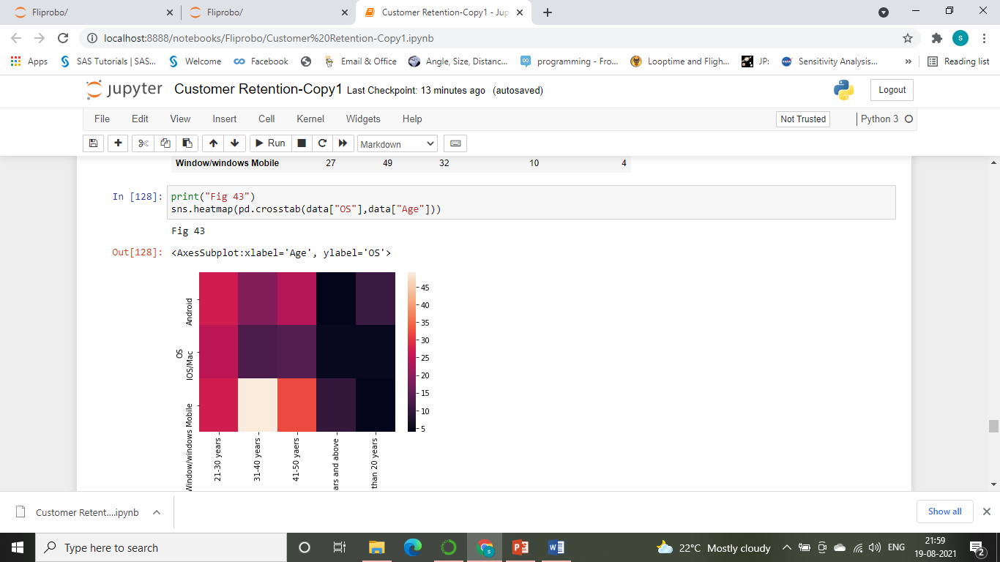 Fliprobo/
Fliprobo/
Customer Retention-Copy1 - Jup
localhost:8888/notebooks/Fliprobo/Customer%20Retention-Copy1.ipynb
S
Apps
SAS Tutorials | SAS...
Welcome
Facebook
Email & Office
Angle, Size, Distanc...
programming - Fro...
Looptime and Fligh...
JP:
Sensitivity Analysis...
»
Reading list
jupyter
Customer Retention-Copy1 Last Checkpoint: 13 minutes ago (autosaved)
Logout
File Edit View Insert Cell Kernel Widgets Help
Not Trusted
Python 3
Run
Markdown
Window/windows Mobile 27 49 32 10 4
In [128]: print("Fig 43")
sns.heatmap(pd.crosstab(data["OS"],data["Age"]))
Fig 43
Out[128]: <AxesSubplot:xlabel='Age', ylabel='OS'>
OS
Android
IOS/Mac
Window/windows Mobile
45
40
35
30
25
20
15
10
5
21-30 years
31-40 years
41-50 yaers
ars and above
than 20 years
Customer Retent....ipynb
Show all
Type here to search
22°C Mostly cloudy
ENG
21:59
19-08-2021
2